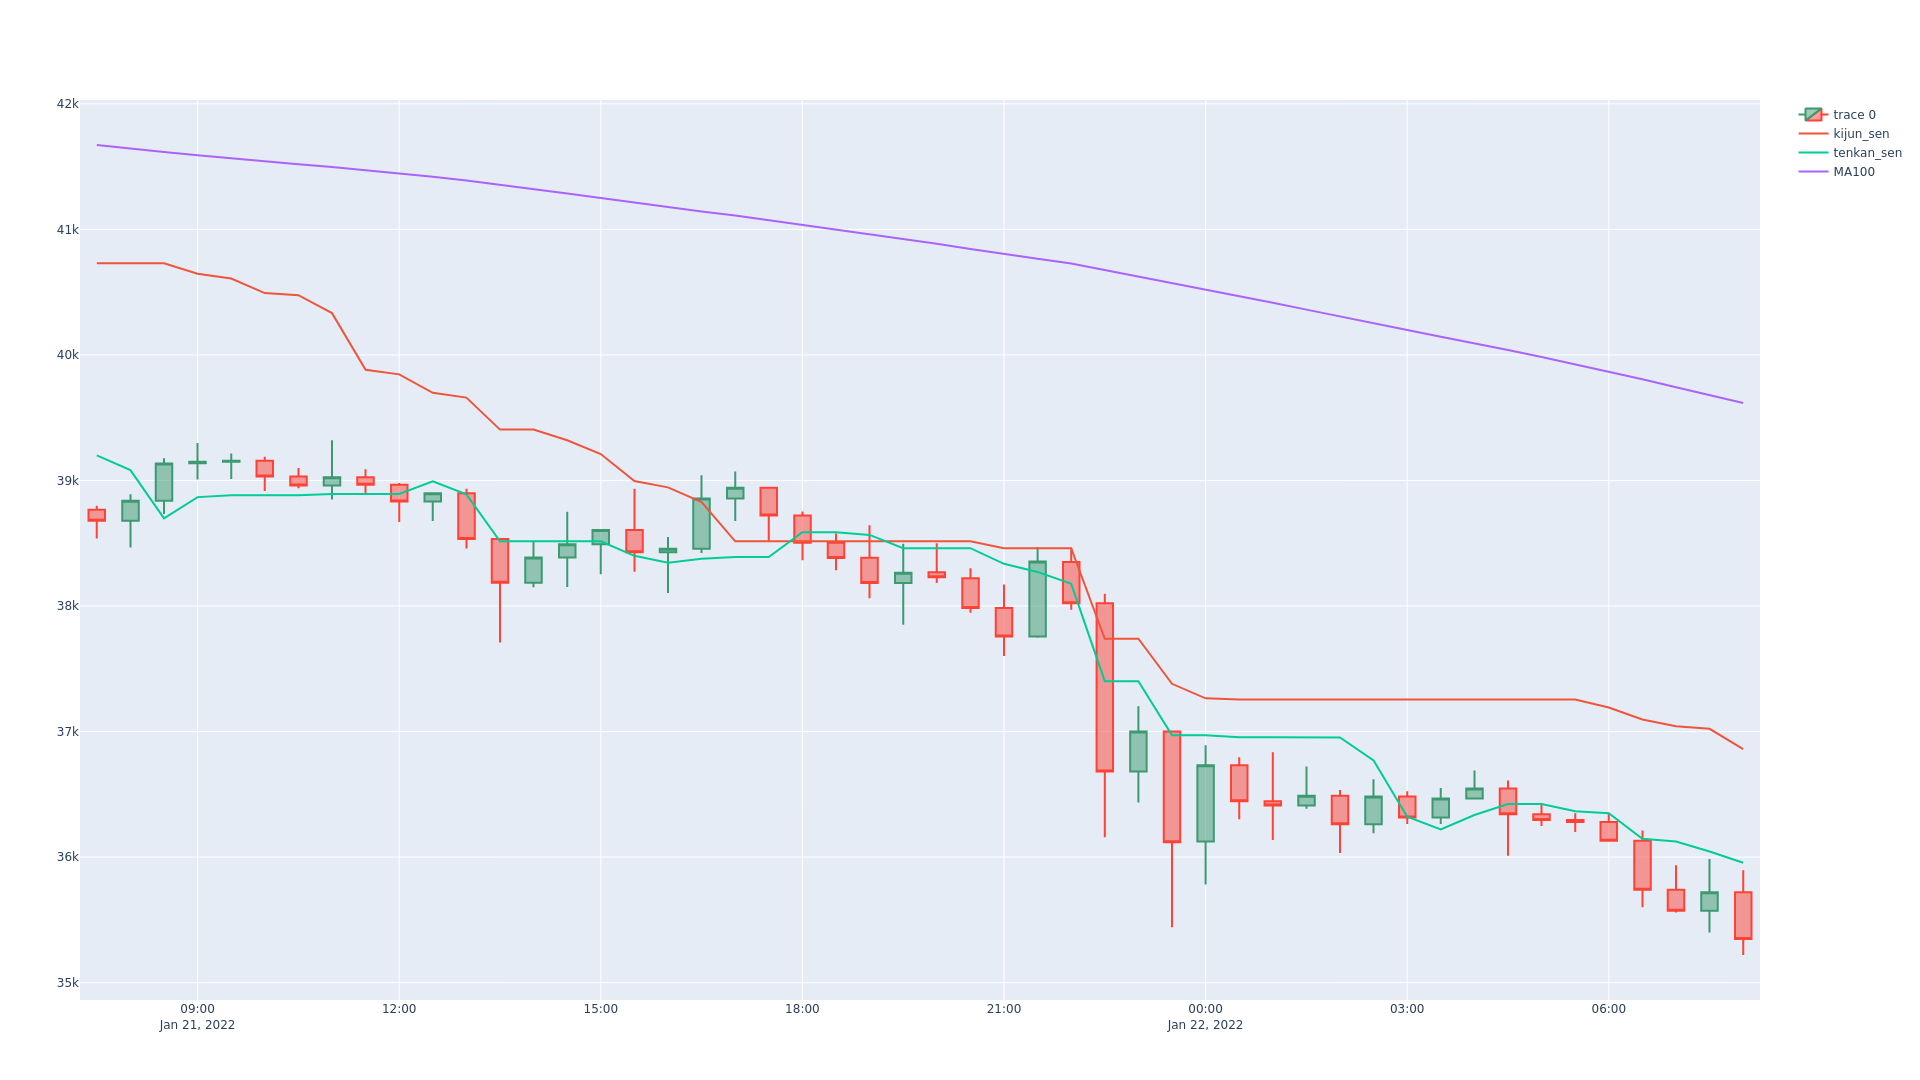 42k
41k
40k
39k
38k
37k
36k
35k
09:00
Jan 21, 2022
12:00
15:00
18:00
21:00
00:00
Jan 22, 2022
03:00
06:00
trace 0
kijun_sen
tenkan_sen
MA100